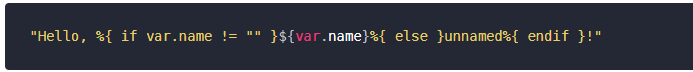 "Hello, %{ if var.name != "" }${var.name}%{ else }unnamed%{ endif }!"